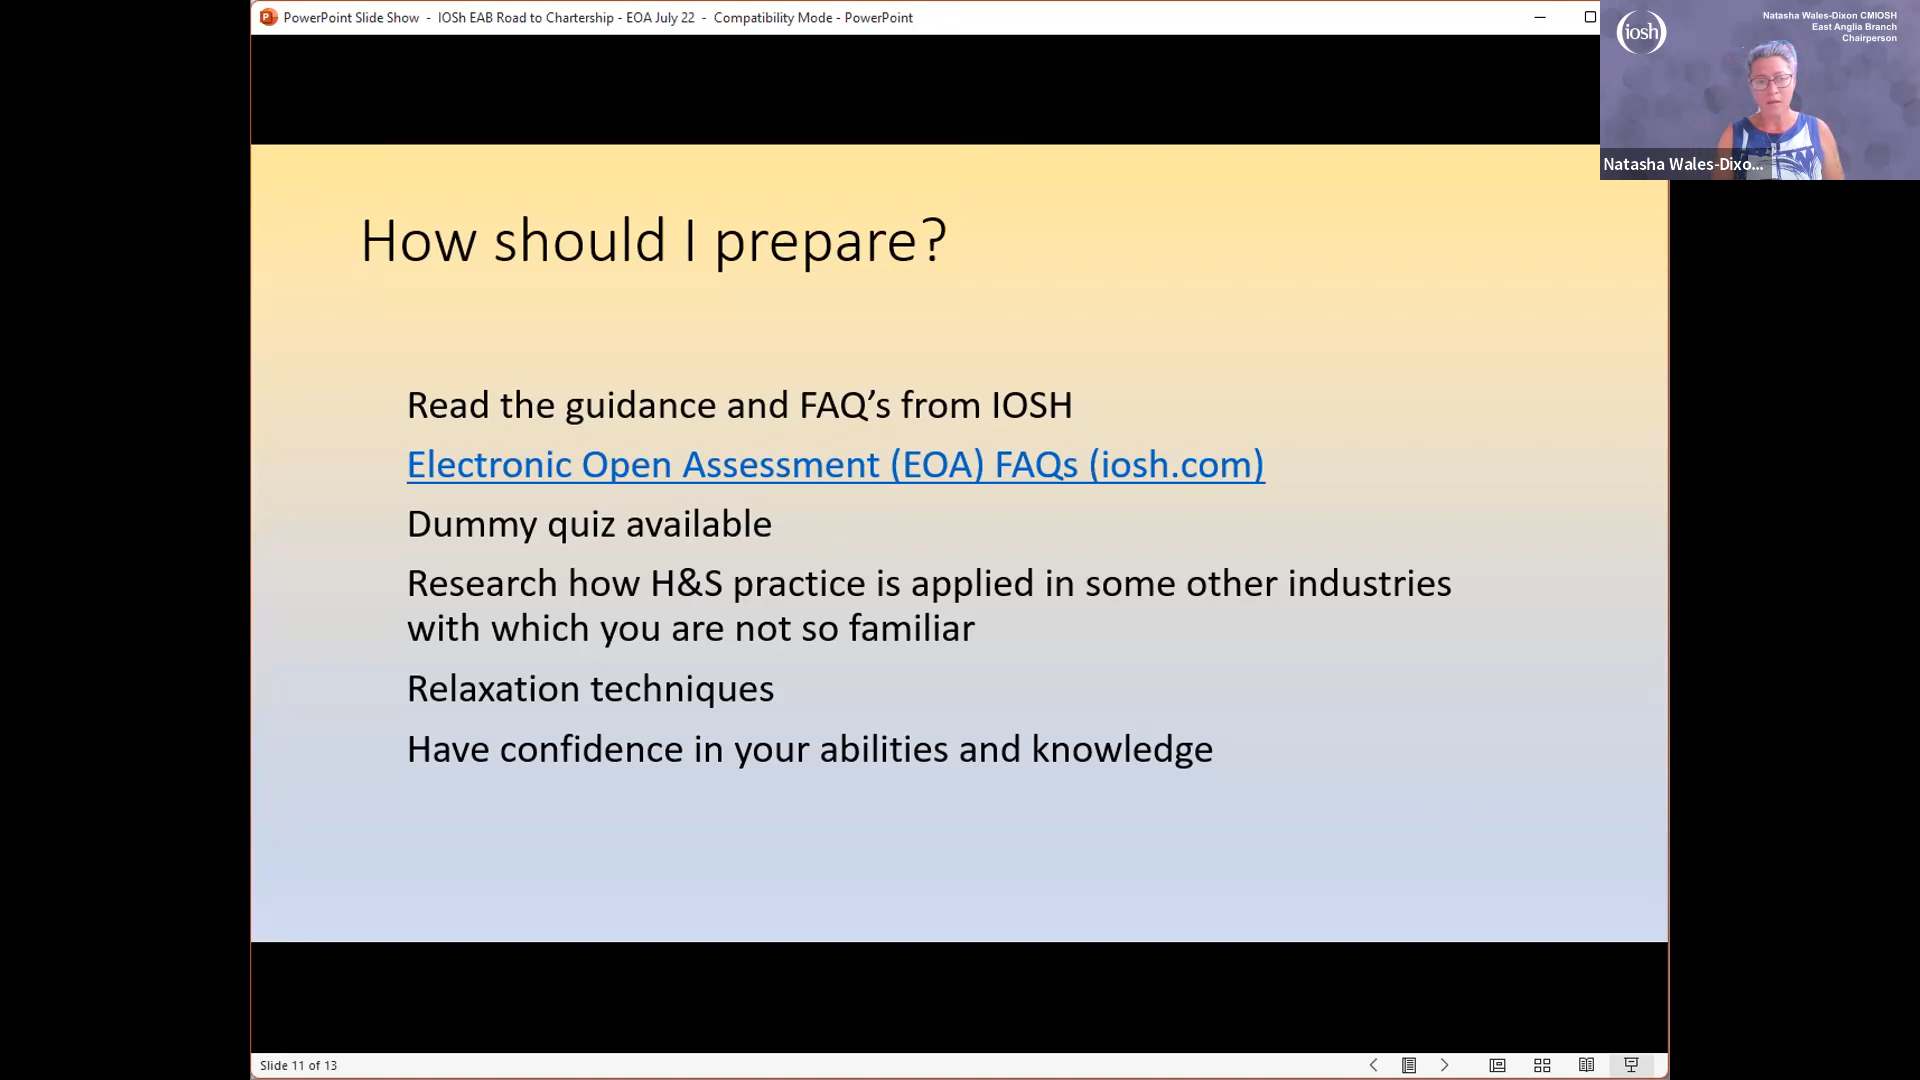 PowerPoint Slide Show - IOSh EAB Road to Chartership - EOA July 22 - Compatibility Mode - PowerPoint
iosh
Natasha Wales-Dixon CMIOSH
East Anglia Branch
Chairperson
Natasha Wales-Dixo...
How should I prepare?
Read the guidance and FAQ’s from IOSH
Electronic Open Assessment (EOA) FAQs (iosh.com)
Dummy quiz available
Research how H&S practice is applied in some other industries
with which you are not so familiar
Relaxation techniques
Have confidence in your abilities and knowledge
Slide 11 of 13